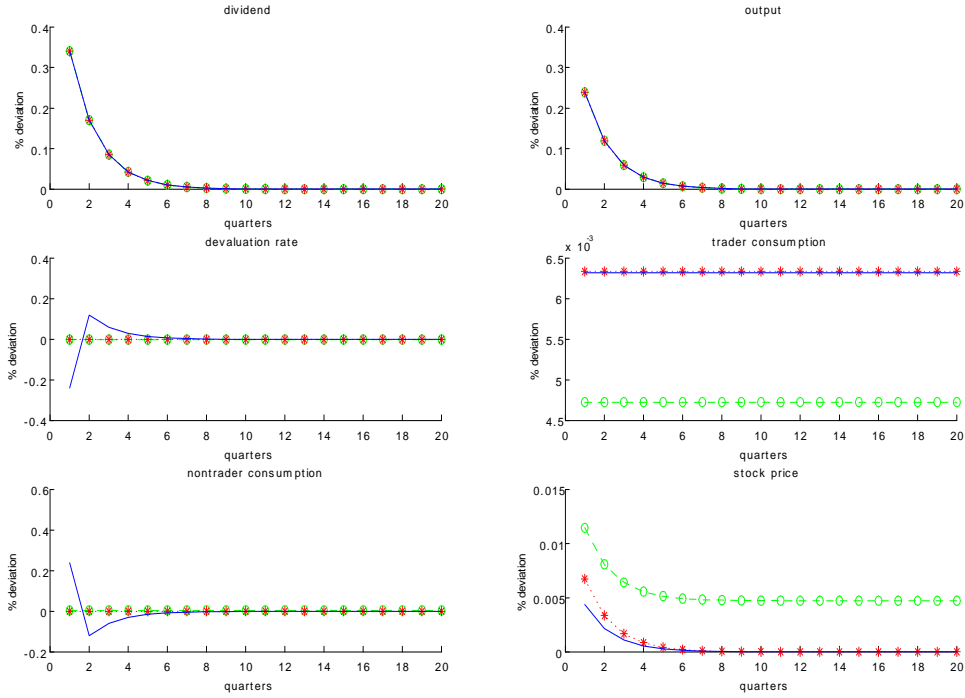 dividend
0.4
0.3
0.2
0.1
0
% deviation
0 2 4 6 8 10 12 14 16 18 20
quarters
output
0.4
0.3
0.2
0.1
0
% deviation
0 2 4 6 8 10 12 14 16 18 20
quarters
devaluation rate
0.4
0.2
0
-0.2
-0.4
% deviation
0 2 4 6 8 10 12 14 16 18 20
quarters
trader consumption
x 10-3
6.5
6
5.5
5
4.5
% deviation
0 2 4 6 8 10 12 14 16 18 20
quarters
nontrader consumption
0.6
0.4
0.2
0
-0.2
% deviation
0 2 4 6 8 10 12 14 16 18 20
quarters
stock price
0.015
0.01
0.005
0
% deviation
0 2 4 6 8 10 12 14 16 18 20
quarters